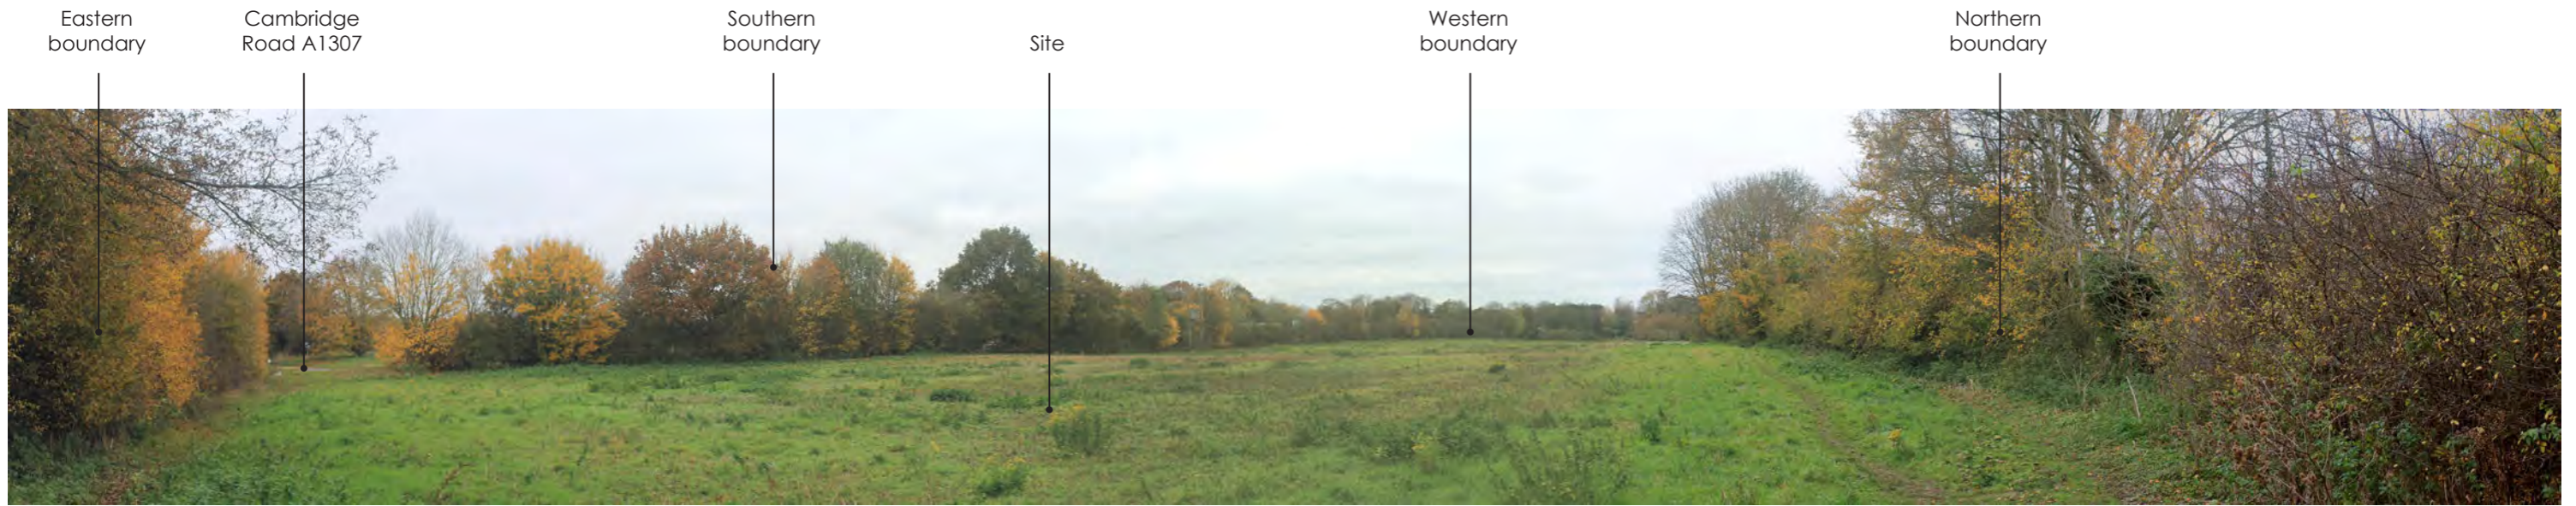 Eastern
boundary
Cambridge
Road A1307
Southern
boundary
Site
Western
boundary
Northern
boundary